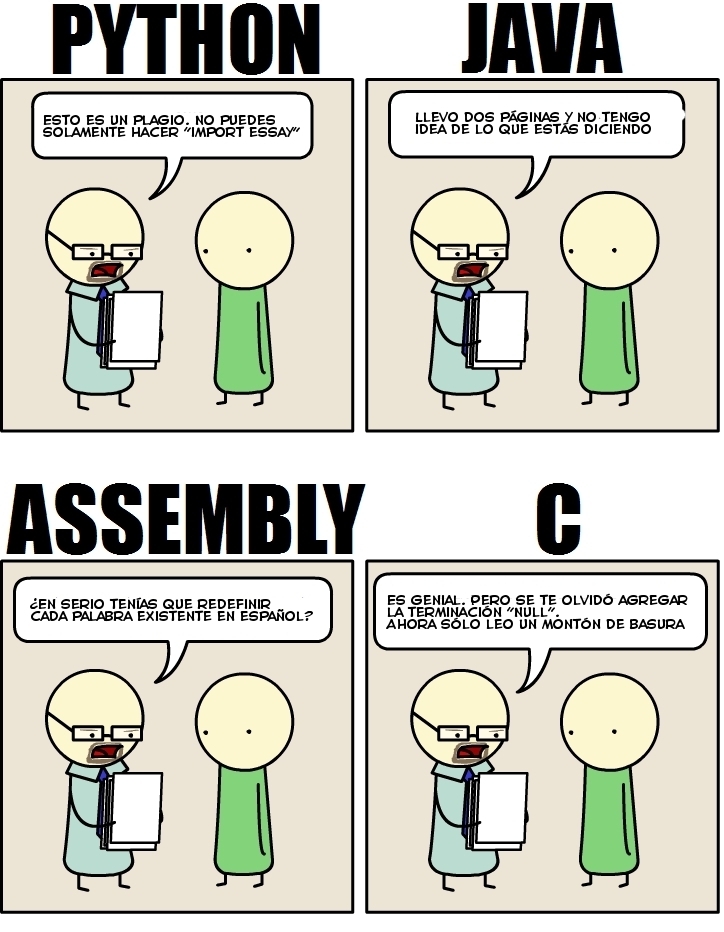 PYTHON
JAVA
ESTO ES UN PLAGIO. NO PUEDES
SOLAMENTE HACER "IMPORT ESSAY"
LLEVO DOS PÁGINAS Y NO TENGO
IDEA DE LO QUE ESTÁS DICIENDO
ASSEMBLY
C
¿EN SERIO TENÍAS QUE REDEFINIR
CADA PALABRA EXISTENTE EN ESPAÑOL?
ES GENIAL. PERO SE TE OLVIDÓ AGREGAR
LA TERMINACIÓN "NULL".
AHORA SÓLO LEO UN MONTÓN DE BASURA